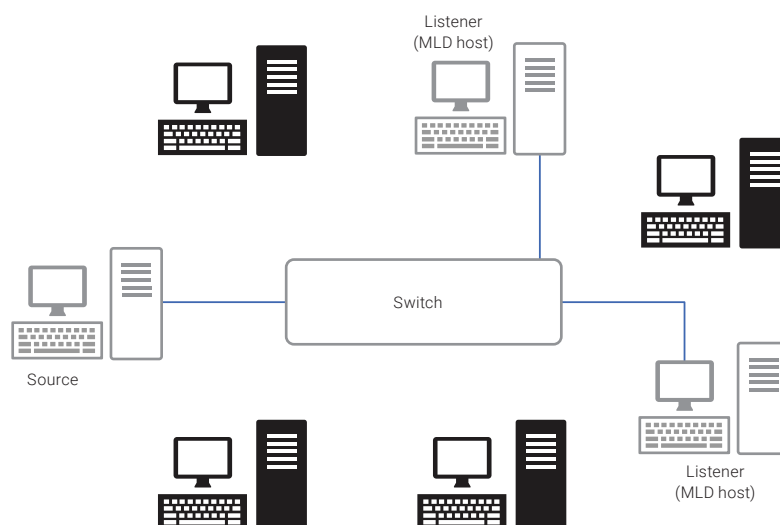 Listener
(MLD host)
Switch
Source
Listener
(MLD host)